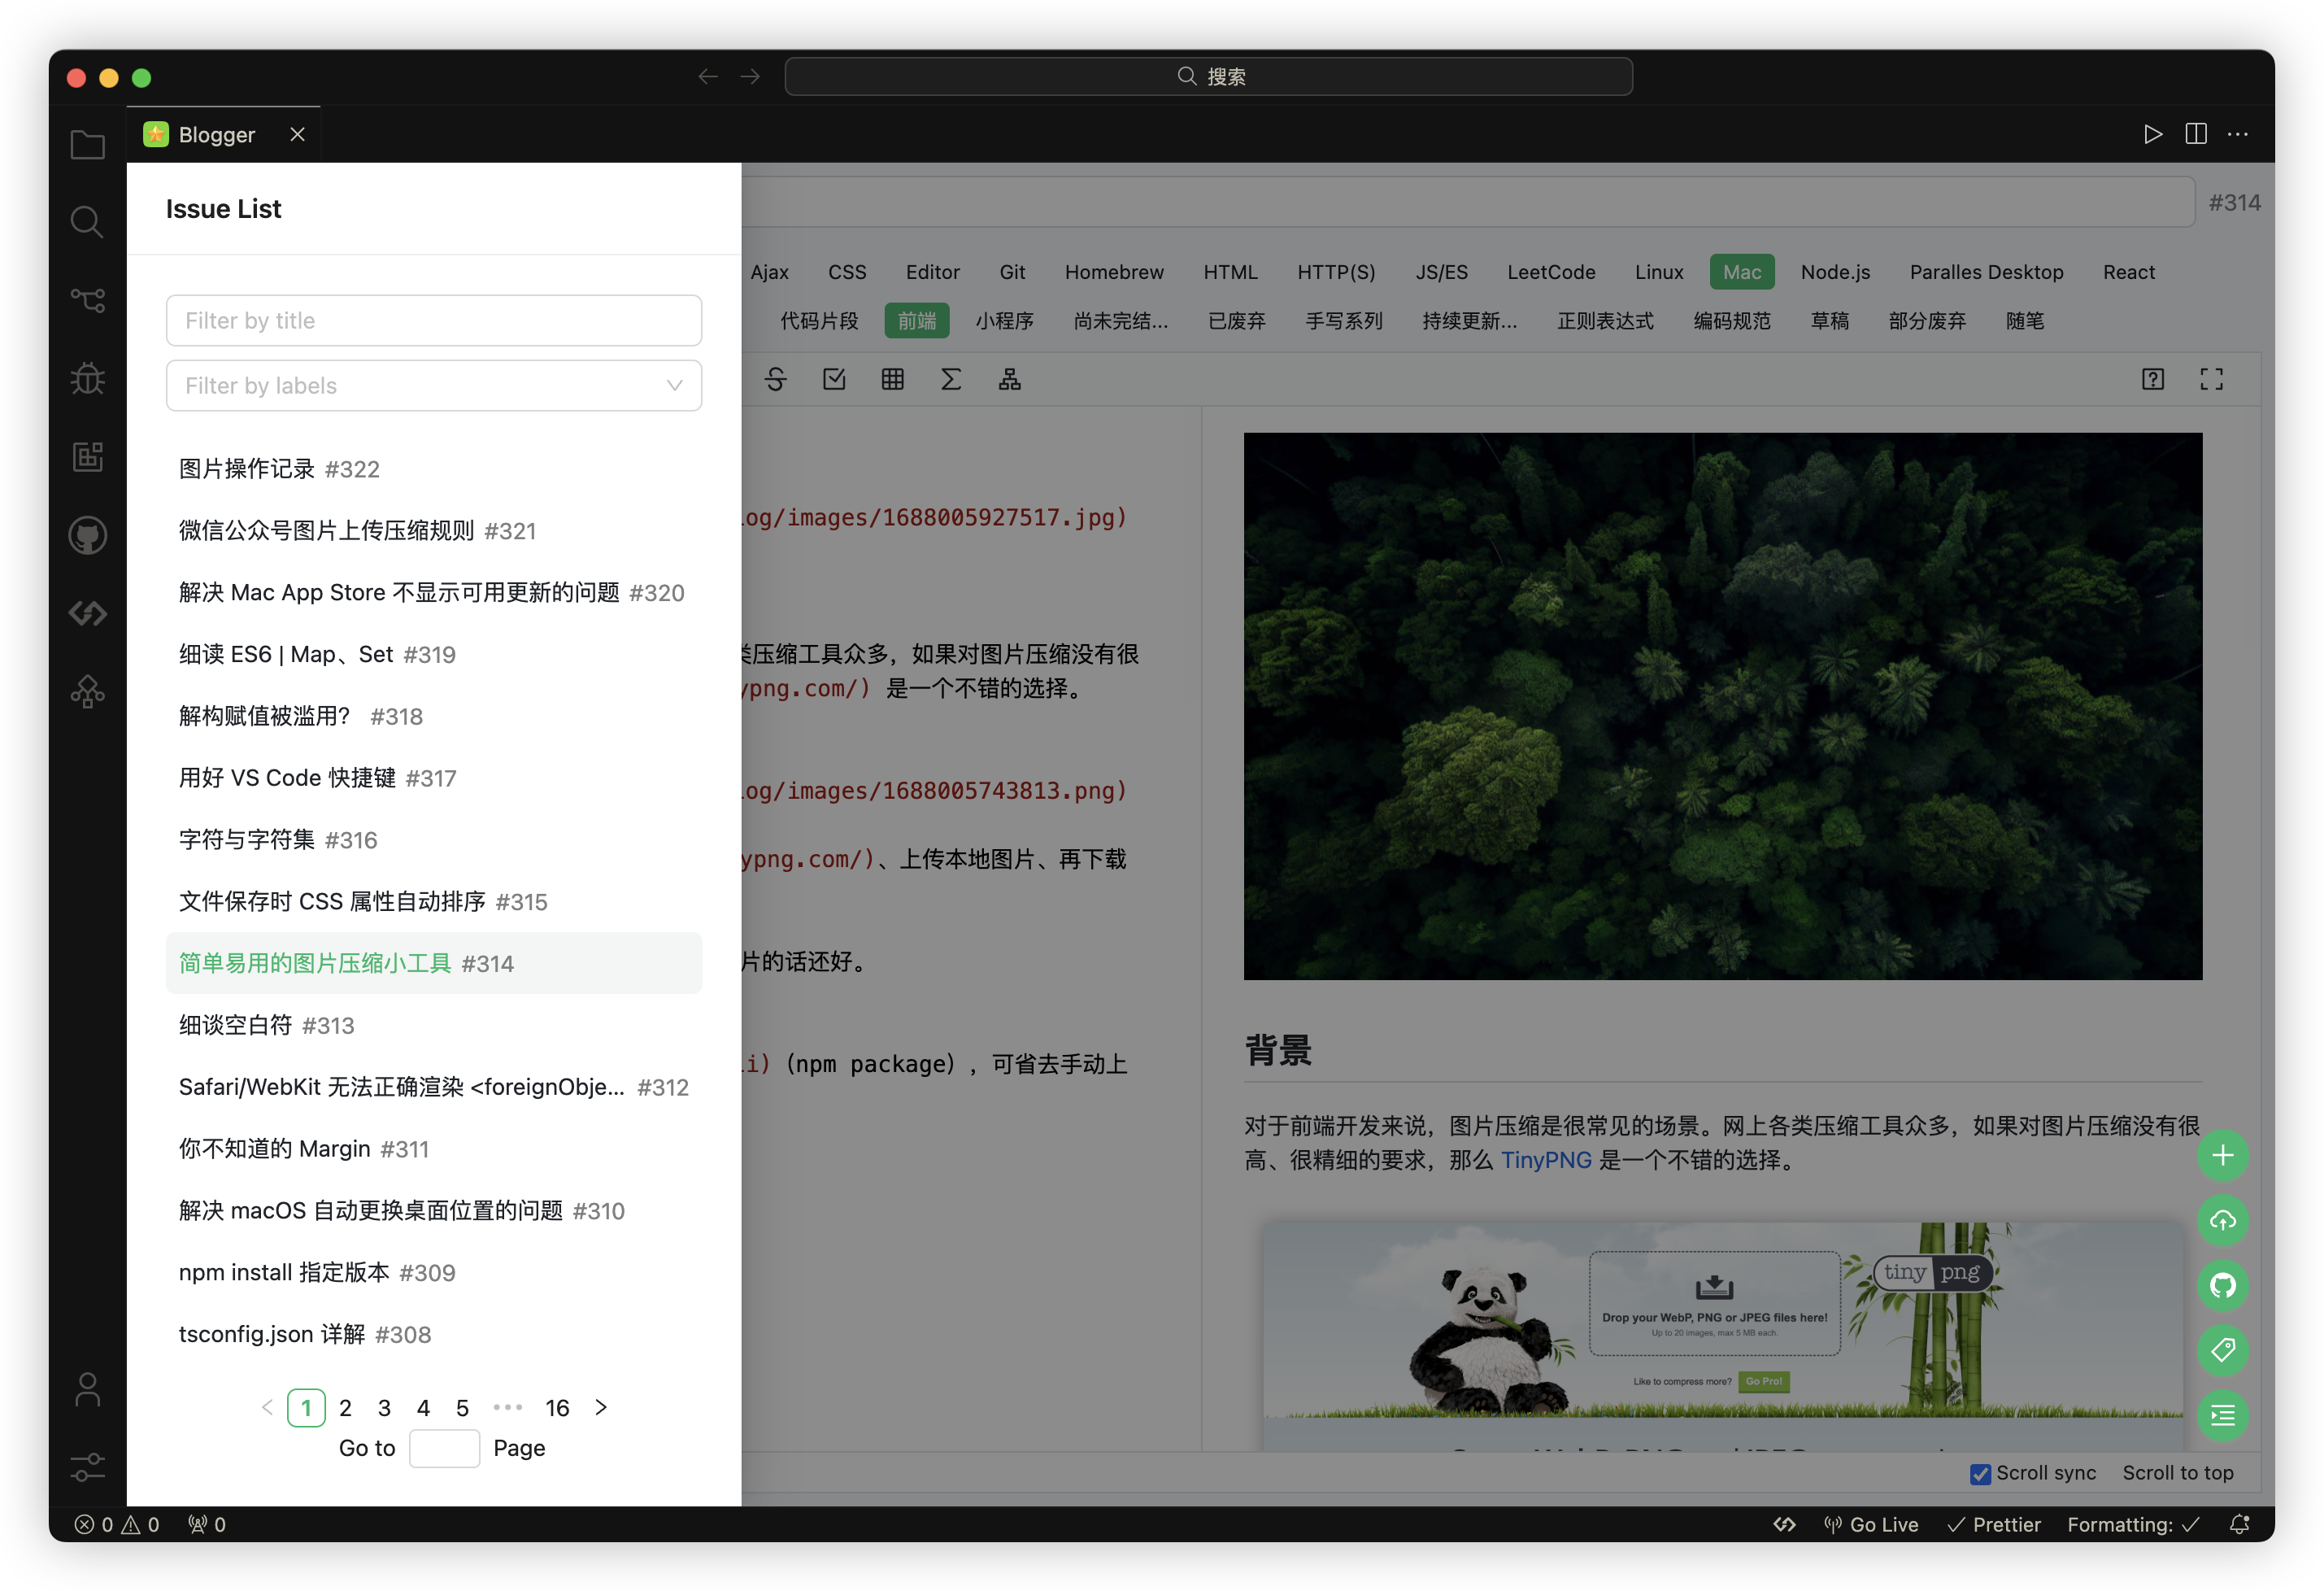 搜索
Blogger
Issue List
#314
Filter by title
Filter by labels
Ajax CSS Editor Git Homebrew HTML HTTP(S) JS/ES LeetCode Linux Mac Node.js Paralles Desktop React
代码片段 前端 小程序 尚未完结... 已废弃 手写系列 持续更新... 正则表达式 编码规范 草稿 部分废弃 随笔
图片操作记录 #322
微信公众号图片上传压缩规则 #321
解决 Mac App Store 不显示可用更新的问题 #320
细读 ES6 | Map、Set #319
解构赋值被滥用? #318
用好 VS Code 快捷键 #317
字符与字符集 #316
文件保存时 CSS 属性自动排序 #315
简单易用的图片压缩小工具 #314
细谈空白符 #313
Safari/WebKit 无法正确渲染 <foreignObje... #312
你不知道的 Margin #311
解决 macOS 自动更换桌面位置的问题 #310
npm install 指定版本 #309
tsconfig.json 详解 #308
1 2 3 4 5 ••• 16
Go to Page
og/images/1688005927517.jpg)
类压缩工具众多，如果对图片压缩没有很
ypng.com/) 是一个不错的选择。
og/images/1688005743813.png)
ypng.com/)、上传本地图片、再下载
片的话还好。
i)（npm package），可省去手动上
背景
对于前端开发来说，图片压缩是很常见的场景。网上各类压缩工具众多，如果对图片压缩没有很
高、很精细的要求，那么 TinyPNG 是一个不错的选择。
tiny png
Drop your WebP, PNG or JPEG files here!
Up to 20 images, max 5 MB each.
Like to compress more? Go Pro!
Scroll sync Scroll to top
0 0 0
Go Live Prettier Formatting: